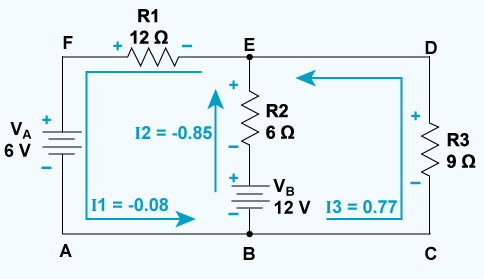 R1
12 Ω
F
+
−
E
D
+
R2
6 Ω
−
+
VA
6 V
−
I2 = -0.85
+
R3
9 Ω
−
+
VB
12 V
−
I1 = -0.08
I3 = 0.77
A
B
C